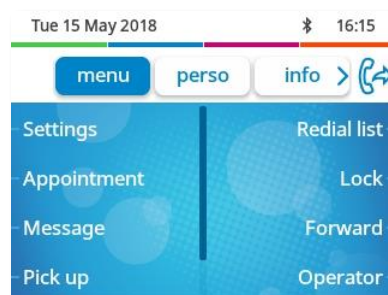 Tue 15 May 2018 16:15
menu perso info
Settings Redial list
Appointment Lock
Message Forward
Pick up Operator